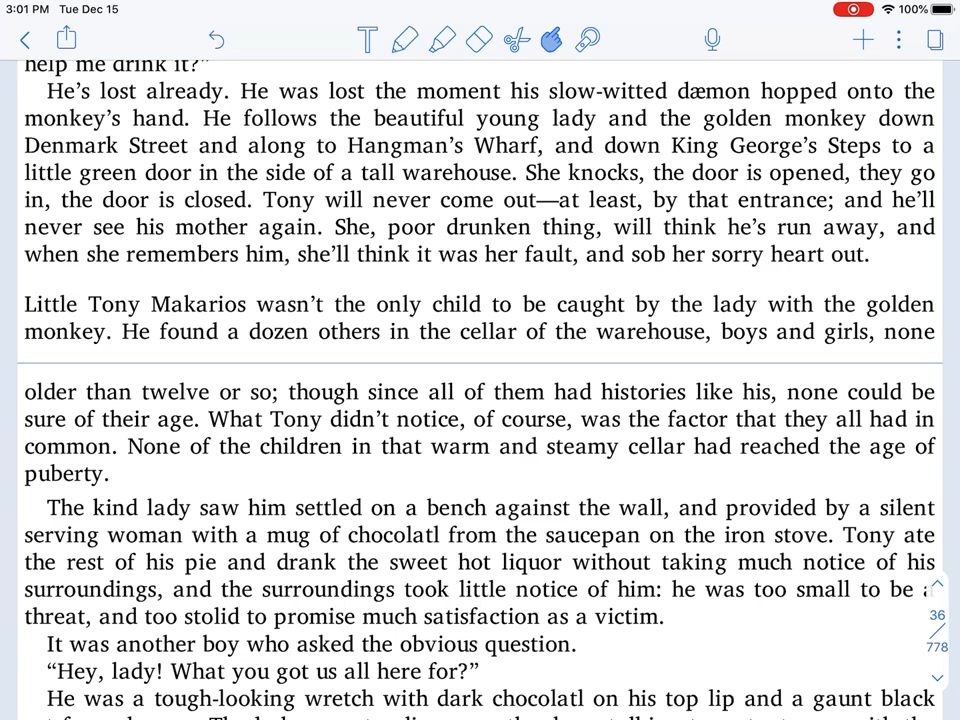 3:01 PM Tue Dec 15
100%
help me drink it?"
He's lost already. He was lost the moment his slow-witted dæmon hopped onto the
monkey's hand. He follows the beautiful young lady and the golden monkey down
Denmark Street and along to Hangman's Wharf, and down King George's Steps to a
little green door in the side of a tall warehouse. She knocks, the door is opened, they go
in, the door is closed. Tony will never come out—at least, by that entrance; and he'll
never see his mother again. She, poor drunken thing, will think he's run away, and
when she remembers him, she'll think it was her fault, and sob her sorry heart out.
Little Tony Makarios wasn't the only child to be caught by the lady with the golden
monkey. He found a dozen others in the cellar of the warehouse, boys and girls, none
older than twelve or so; though since all of them had histories like his, none could be
sure of their age. What Tony didn't notice, of course, was the factor that they all had in
common. None of the children in that warm and steamy cellar had reached the age of
puberty.
The kind lady saw him settled on a bench against the wall, and provided by a silent
serving woman with a mug of chocolatl from the saucepan on the iron stove. Tony ate
the rest of his pie and drank the sweet hot liquor without taking much notice of his
surroundings, and the surroundings took little notice of him: he was too small to be a
threat, and too stolid to promise much satisfaction as a victim.
36
It was another boy who asked the obvious question.
778
"Hey, lady! What you got us all here for?"
He was a tough-looking wretch with dark chocolatl on his top lip and a gaunt black